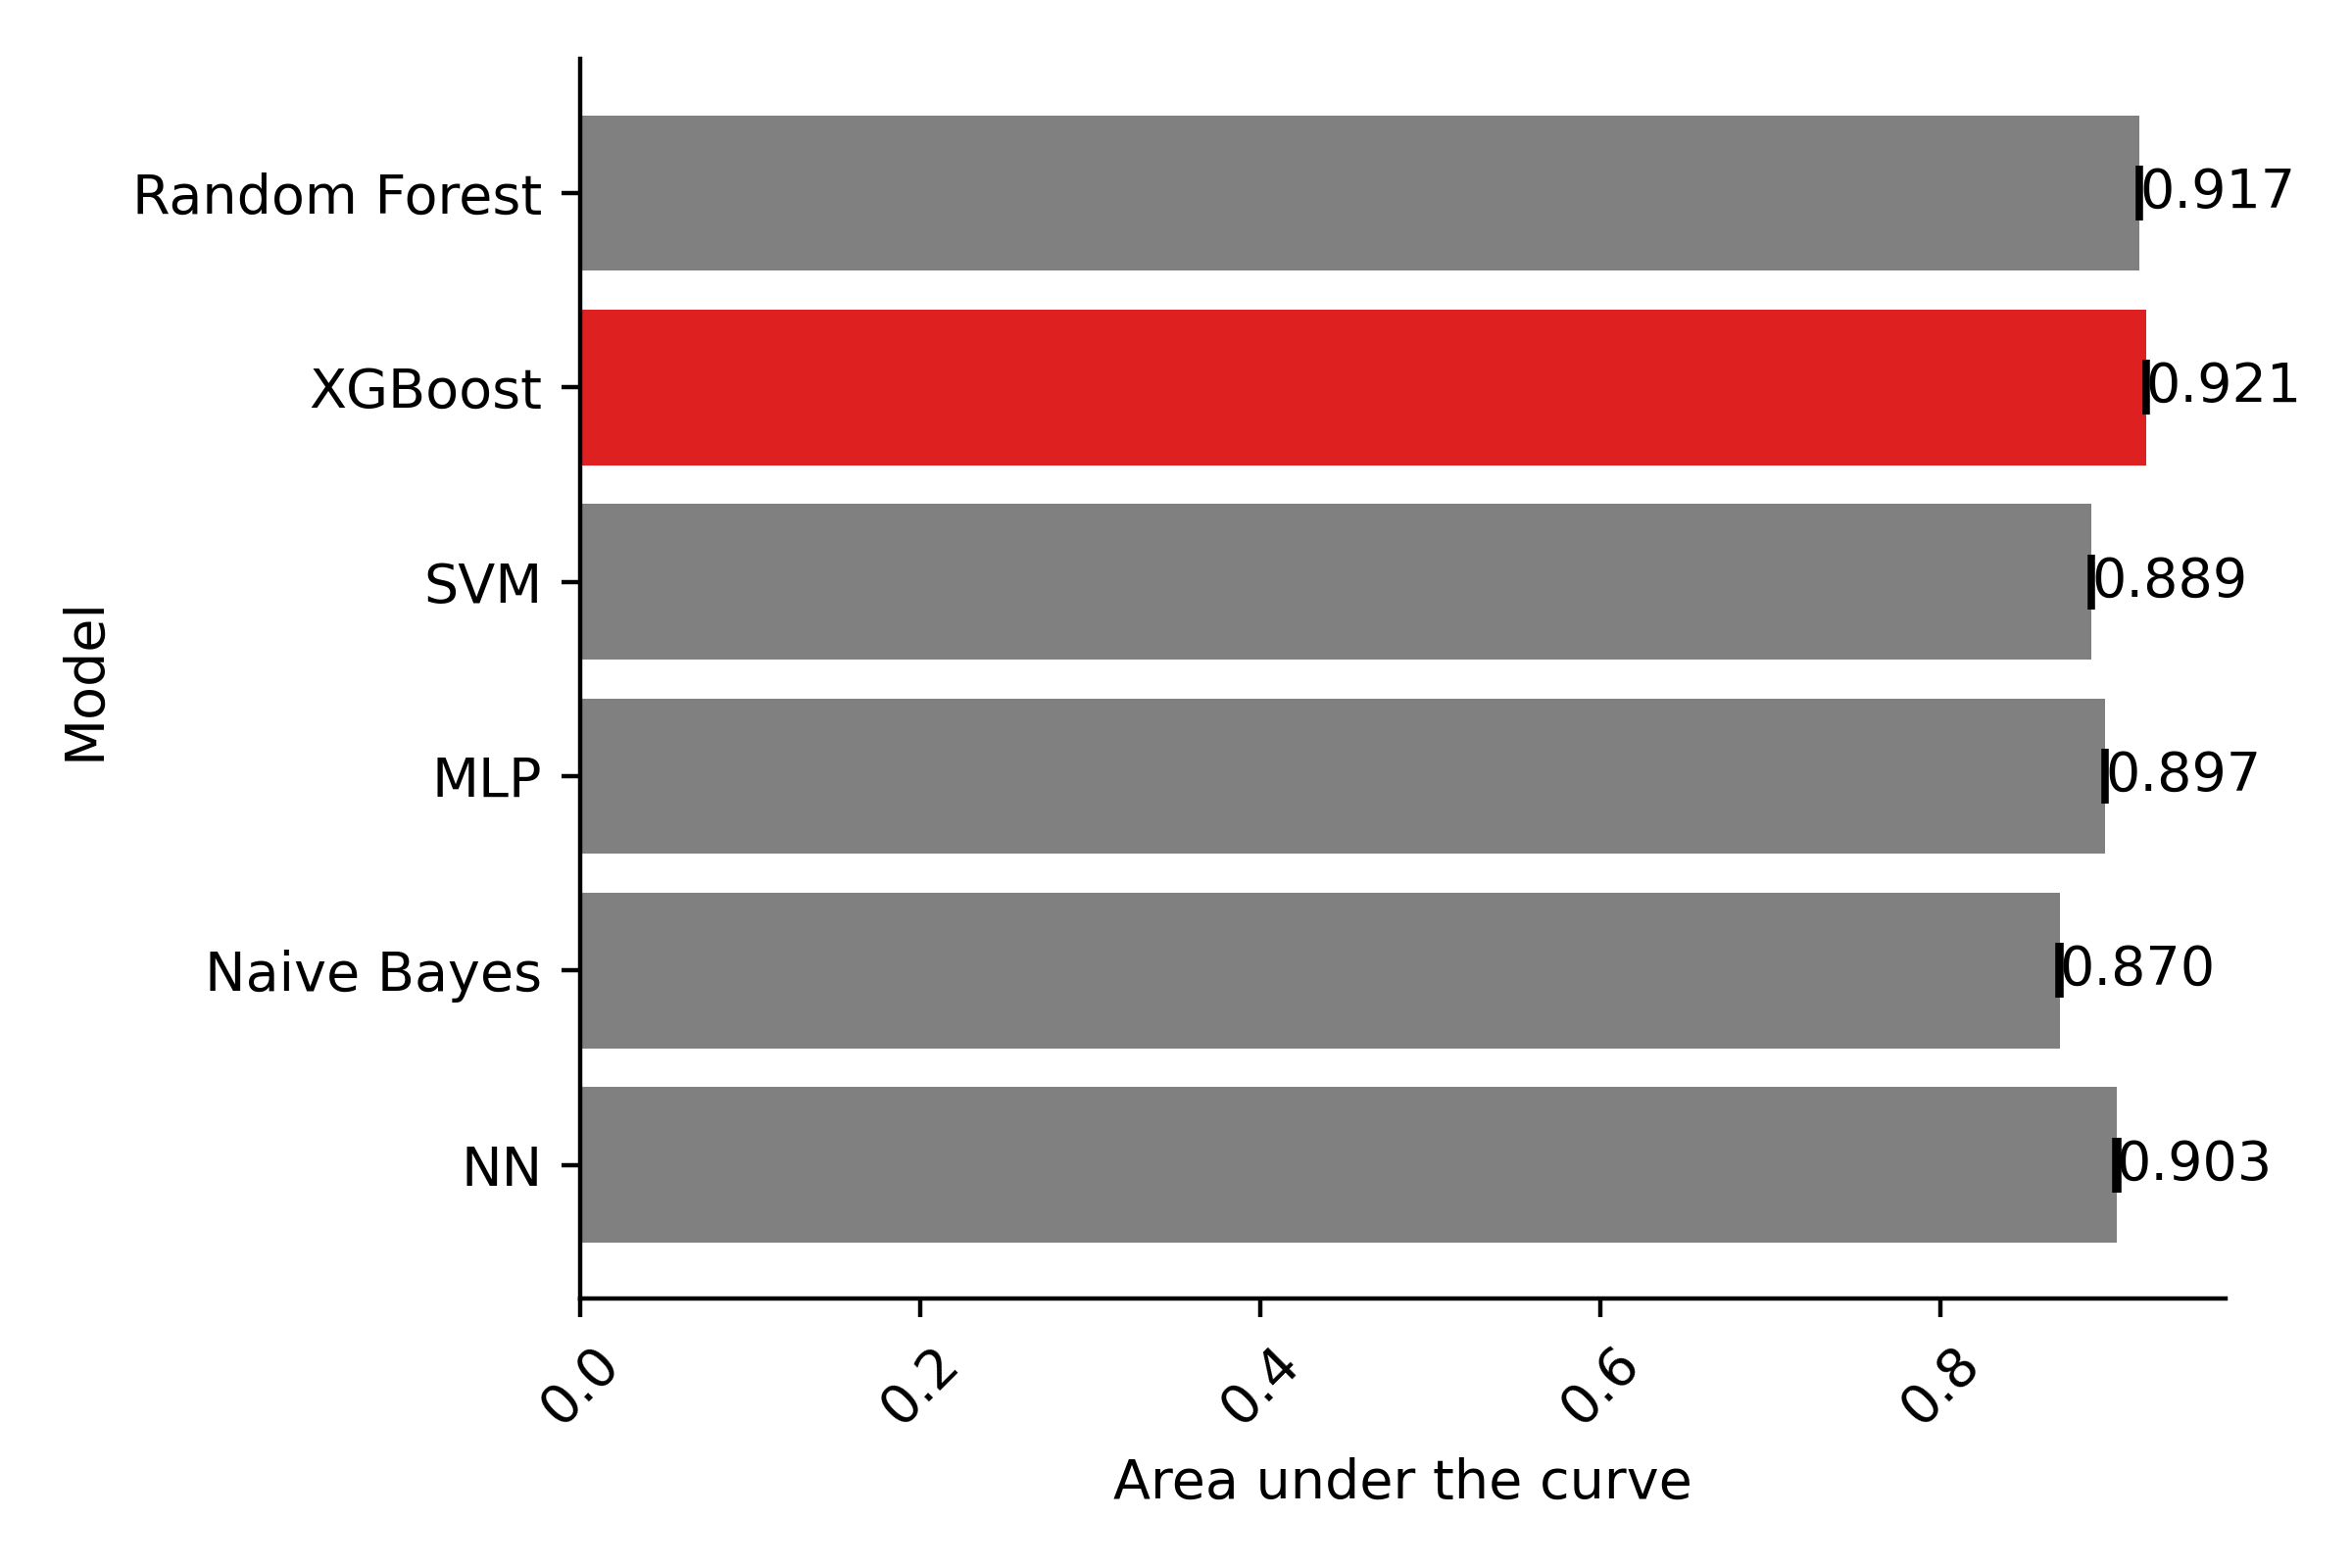 Random Forest
0.917
XGBoost
0.921
SVM
0.889
MLP
0.897
Naive Bayes
0.870
NN
0.903
Model
0.0
0.2
0.4
0.6
0.8
Area under the curve